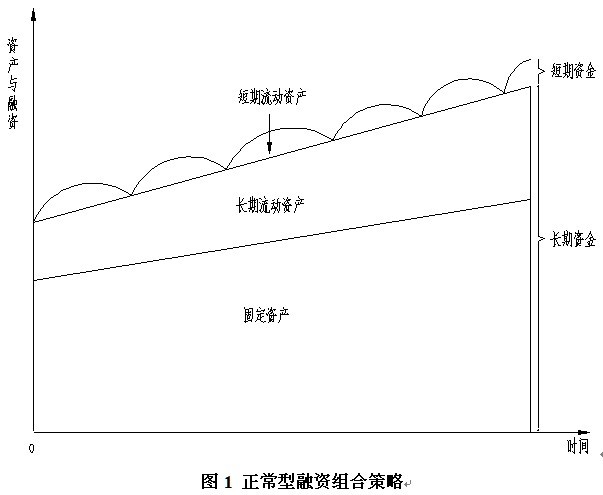 资产与融资
短期资金
短期流动资产
长期流动资产
长期资金
固定资产
0
时间
图 1 正常型融资组合策略